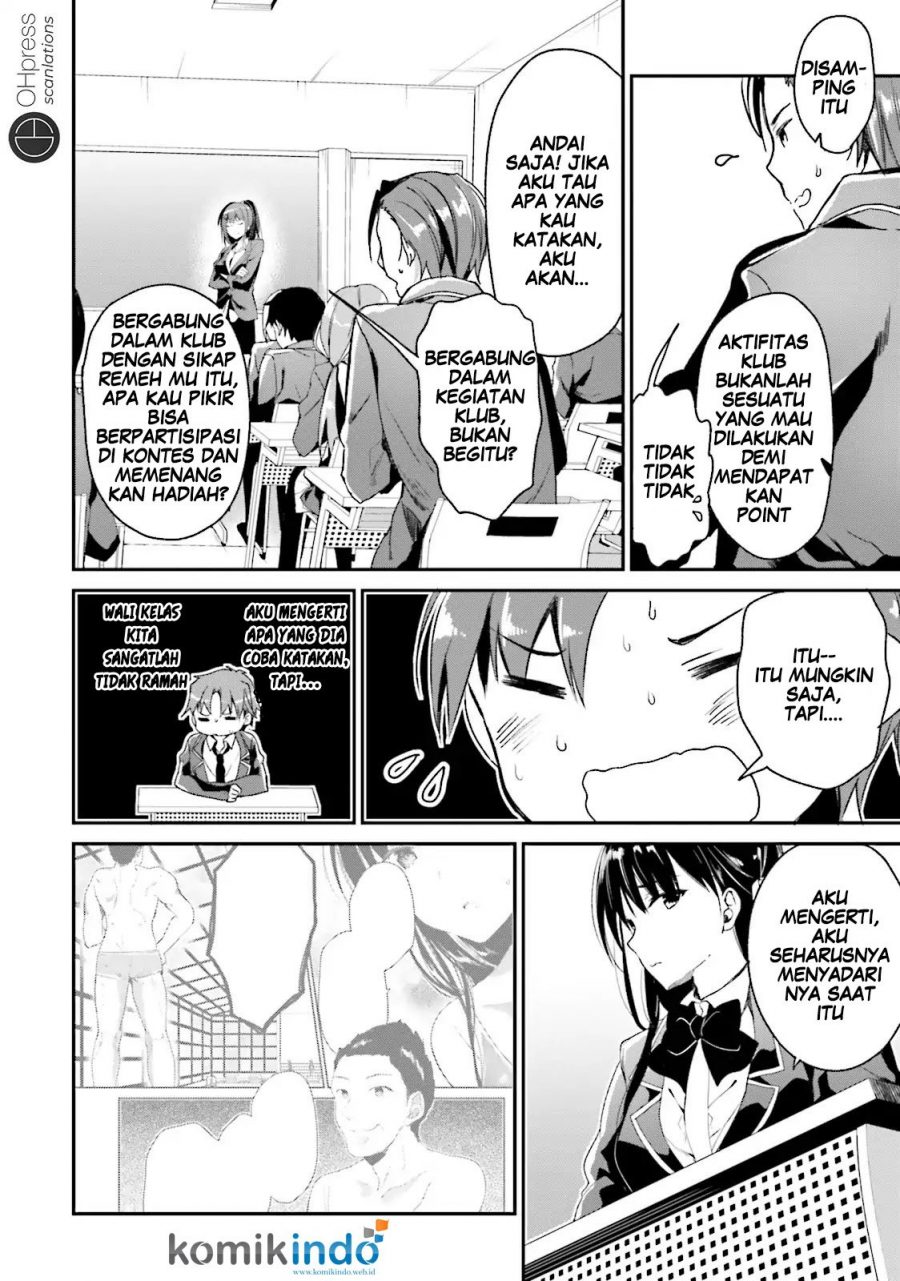 OHpress
scanlations
DISAM-
PING
ITU
AKTIFITAS
KLUB
BUKANLAH
SESUATU
YANG MAU
DILAKUKAN
DEMI
MENDAPAT
KAN
POINT
TIDAK
TIDAK
TIDAK
ANDAI
SAJA! JIKA
AKU TAU
APA YANG
KAU
KATAKAN,
AKU
AKAN...
BERGABUNG
DALAM
KEGIATAN
KLUB,
BUKAN
BEGITU?
BERGABUNG
DALAM KLUB
DENGAN SIKAP
REMEH MU ITU,
APA KAU PIKIR
BISA
BERPARTISIPASI
DI KONTES DAN
MEMENANG
KAN HADIAH?
ITU--
ITU MUNGKIN
SAJA,
TAPI....
AKU MENGERTI
APA YANG DIA
COBA KATAKAN,
TAPI...
WALI KELAS
KITA
SANGATLAH
TIDAK RAMAH
AKU
MENGERTI,
AKU
SEHARUSNYA
MENYADARI
NYA SAAT
ITU
komikindo
www.komikindo.web.id